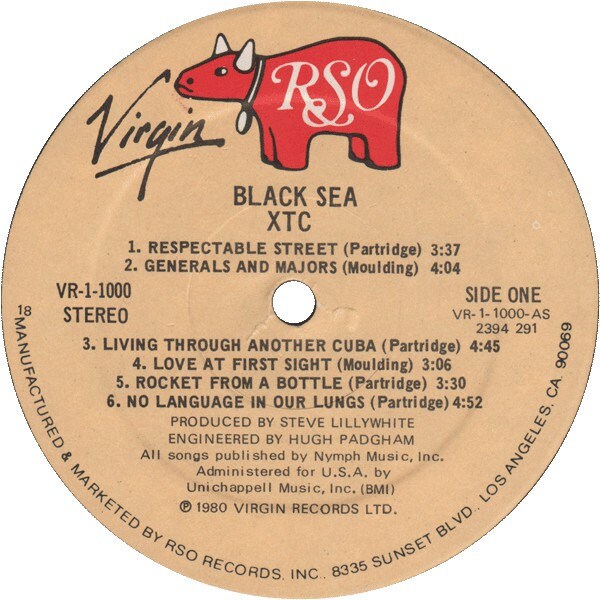 Virgin
RSO
BLACK SEA
XTC
1. RESPECTABLE STREET (Partridge) 3:37
2. GENERALS AND MAJORS (Moulding) 4:04
VR-1-1000
STEREO
SIDE ONE
VR-1-1000-AS
2394 291
3. LIVING THROUGH ANOTHER CUBA (Partridge) 4:45
4. LOVE AT FIRST SIGHT (Moulding) 3:06
5. ROCKET FROM A BOTTLE (Partridge) 3:30
6. NO LANGUAGE IN OUR LUNGS (Partridge) 4:52
PRODUCED BY STEVE LILLYWHITE
ENGINEERED BY HUGH PADGHAM
All songs published by Nymph Music, Inc.
Administered for U.S.A. by
Unichappell Music, Inc. (BMI)
℗ 1980 VIRGIN RECORDS LTD.
18
MANUFACTURED & MARKETED BY RSO RECORDS, INC., 8335 SUNSET BLVD., LOS ANGELES, CA. 90069